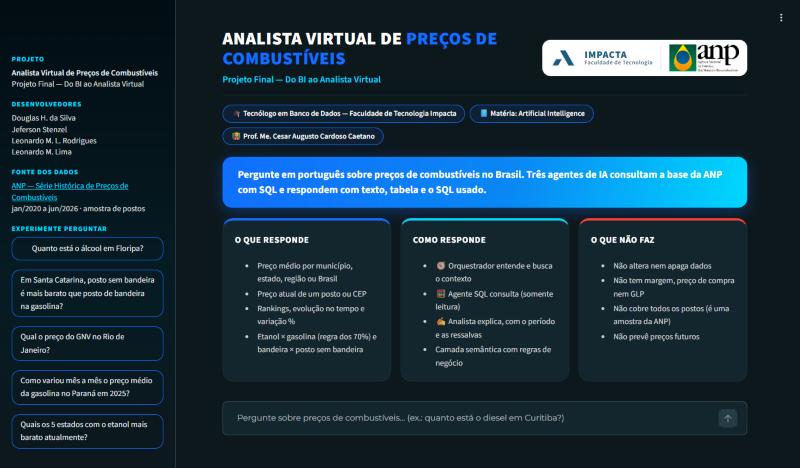 PROJETO
Analista Virtual de Preços de Combustíveis
Projeto Final — Do BI ao Analista Virtual
DESENVOLVEDORES
Douglas H. da Silva
Jeferson Stenzel
Leonardo M. L. Rodrigues
Leonardo M. Lima
FONTE DOS DADOS
ANP — Série Histórica de Preços de
Combustíveis
jan/2020 a jun/2026 · amostra de postos
EXPERIMENTE PERGUNTAR
Quanto está o álcool em Floripa?
Em Santa Catarina, posto sem bandeira
é mais barato que posto de bandeira
na gasolina?
Qual o preço do GNV no Rio de
Janeiro?
Como variou mês a mês o preço médio
da gasolina no Paraná em 2025?
Quais os 5 estados com o etanol mais
barato atualmente?
ANALISTA VIRTUAL DE PREÇOS DE
COMBUSTÍVEIS
Projeto Final — Do BI ao Analista Virtual
IMPACTA
Faculdade de Tecnologia
anp
Tecnólogo em Banco de Dados — Faculdade de Tecnologia Impacta
Matéria: Artificial Intelligence
Prof. Me. Cesar Augusto Cardoso Caetano
Pergunte em português sobre preços de combustíveis no Brasil. Três agentes de IA consultam a base da ANP
com SQL e respondem com texto, tabela e o SQL usado.
O QUE RESPONDE
Preço médio por município,
estado, região ou Brasil
Preço atual de um posto ou CEP
Rankings, evolução no tempo e
variação %
Etanol × gasolina (regra dos 70%) e
bandeira × posto sem bandeira
COMO RESPONDE
Orquestrador entende e busca
o contexto
Agente SQL consulta (somente
leitura)
Analista explica, com o período
e as ressalvas
Camada semântica com regras de
negócio
O QUE NÃO FAZ
Não altera nem apaga dados
Não tem margem, preço de compra
nem GLP
Não cobre todos os postos (é uma
amostra da ANP)
Não prevê preços futuros
Pergunte sobre preços de combustíveis... (ex.: quanto está o diesel em Curitiba?)